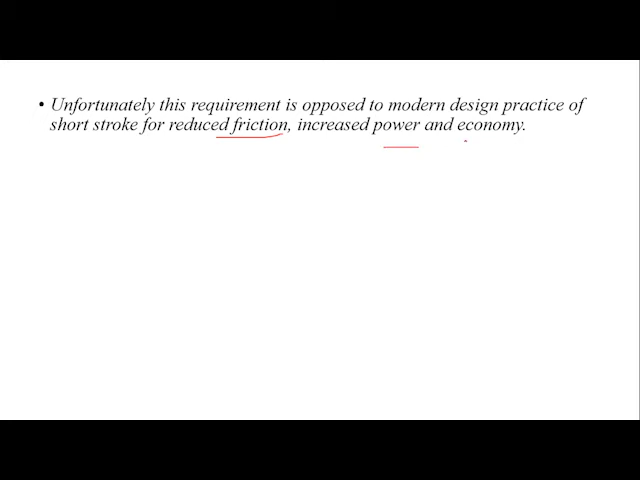 • Unfortunately this requirement is opposed to modern design practice of
short stroke for reduced friction, increased power and economy.